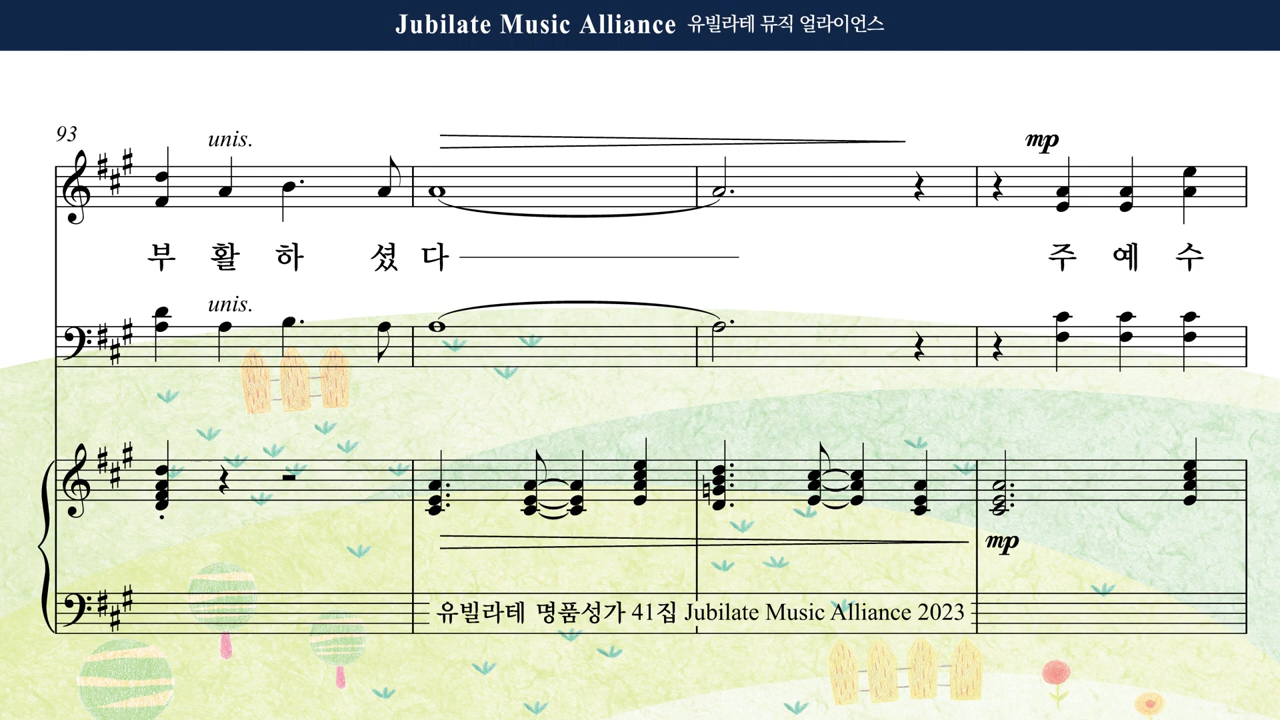 Jubilate Music Alliance 유빌라테 뮤직 얼라이언스
93
unis.
mp
부 활 하 셨 다 주 예 수
unis.
mp
유빌라테 명품성가 41집 Jubilate Music Alliance 2023